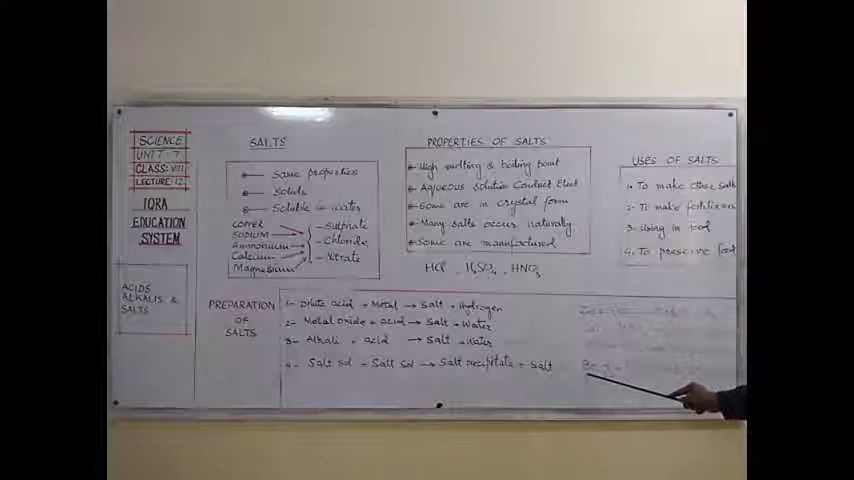 SCIENCE
UNIT: 7
CLASS: VIII
LECTURE: 12
IQRA
EDUCATION
SYSTEM
ACIDS
ALKALIS &
SALTS
SALTS
Same properties
Solids
Soluble in water
COPPER
SODIUM
Ammonium
Calcium
Magnesium
- Sulphate
- Chloride
- Nitrate
PROPERTIES OF SALTS
High melting & boiling point
AQUEOUS Solution Conduct Elect
Some are in crystal form
Many salts occur naturally
Some are manufactured
HCl , H2SO4 , HNO3
USES OF SALTS
1- To make other salts
2- To make fertilizers
3- Using in food
4- To preserve food
PREPARATION
OF
SALTS
1- Dilute acid + Metal → Salt + Hydrogen
2- Metal oxide + acid → Salt + Water
3- Alkali + acid → Salt + Water
4- Salt sol + Salt sol → Salt precipitate + Salt